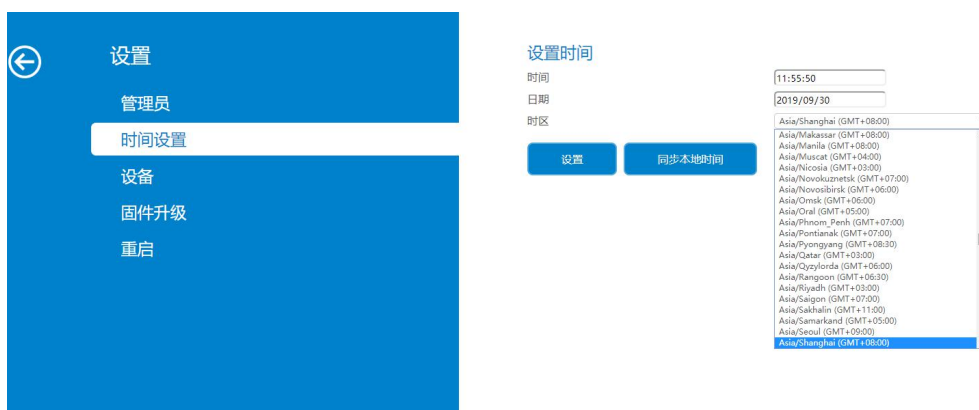 设置
管理员
时间设置
设备
固件升级
重启
设置时间
时间 11:55:50
日期 2019/09/30
时区 Asia/Shanghai (GMT+08:00)
Asia/Makassar (GMT+08:00)
Asia/Manila (GMT+08:00)
Asia/Muscat (GMT+04:00)
Asia/Nicosia (GMT+03:00)
Asia/Novokuznetsk (GMT+07:00)
Asia/Novosibirsk (GMT+06:00)
Asia/Omsk (GMT+06:00)
Asia/Oral (GMT+05:00)
Asia/Phnom_Penh (GMT+07:00)
Asia/Pontianak (GMT+07:00)
Asia/Pyongyang (GMT+08:30)
Asia/Qatar (GMT+03:00)
Asia/Qyzylorda (GMT+06:00)
Asia/Rangoon (GMT+06:30)
Asia/Riyadh (GMT+03:00)
Asia/Saigon (GMT+07:00)
Asia/Sakhalin (GMT+11:00)
Asia/Samarkand (GMT+05:00)
Asia/Seoul (GMT+09:00)
Asia/Shanghai (GMT+08:00)
设置 同步本地时间